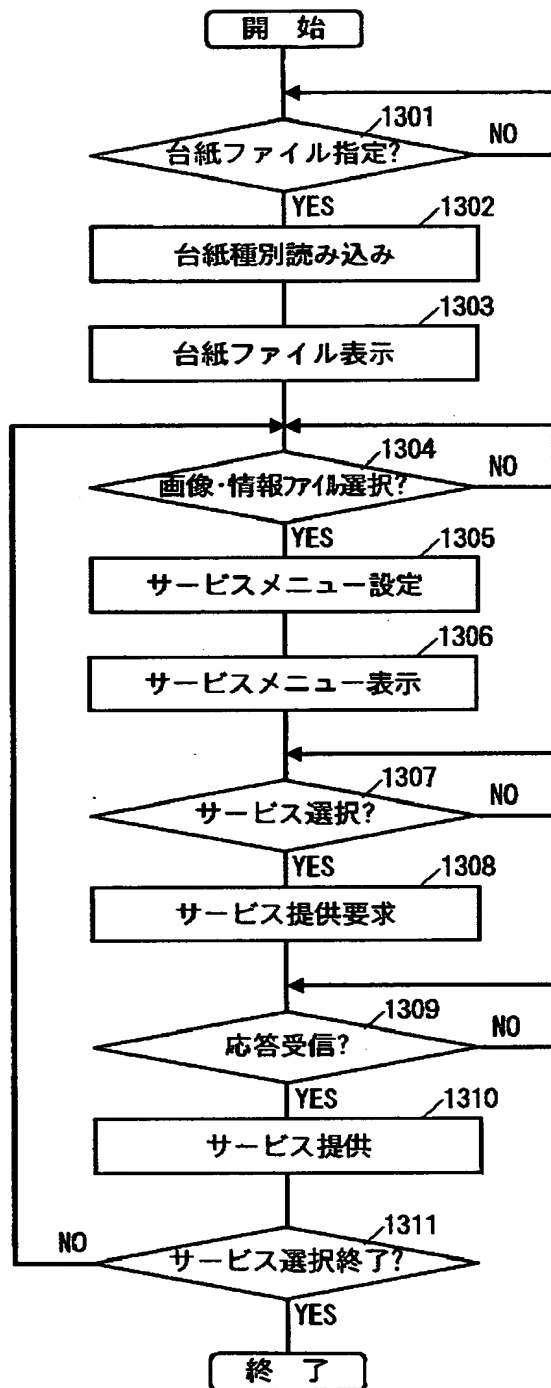 開 始
1301
台紙ファイル指定?
NO
YES
1302
台紙種別読み込み
1303
台紙ファイル表示
1304
画像・情報ファイル選択?
NO
YES
1305
サービスメニュー設定
1306
サービスメニュー表示
1307
サービス選択?
NO
YES
1308
サービス提供要求
1309
応答受信?
NO
YES
1310
サービス提供
1311
NO
サービス選択終了?
YES
終 了